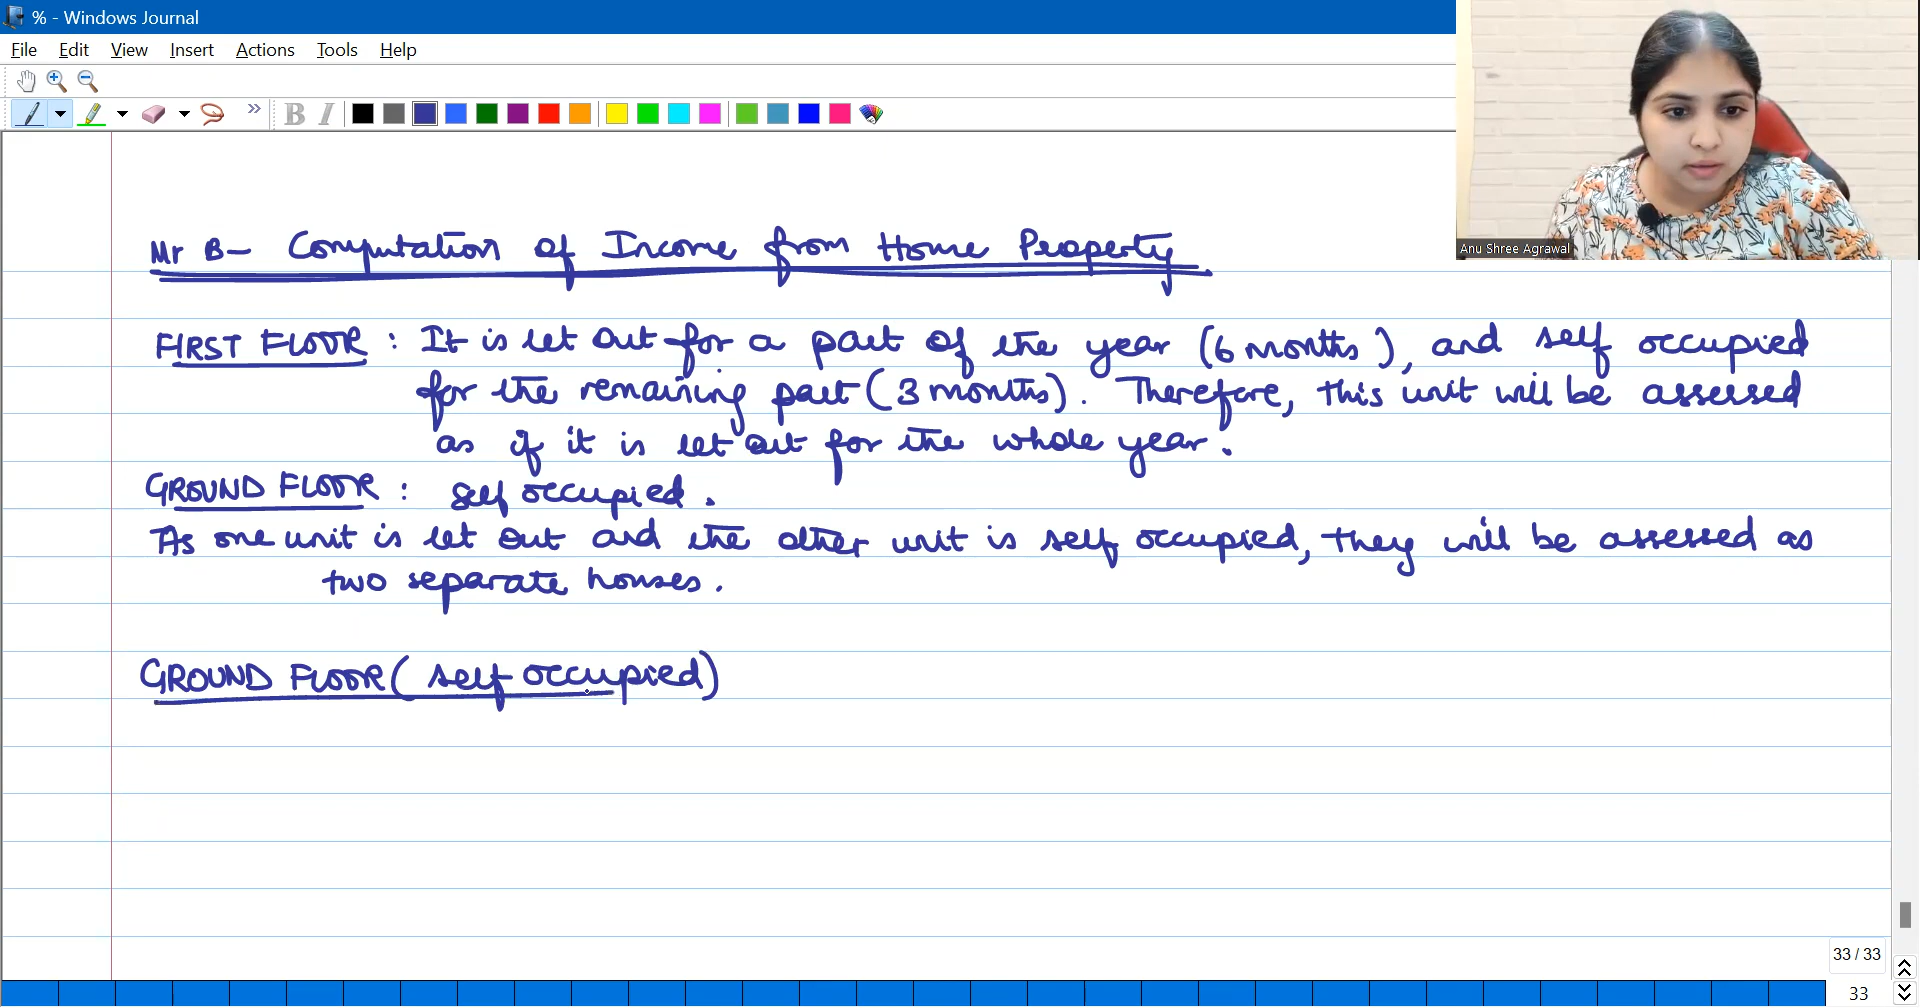 % - Windows Journal
File Edit View Insert Actions Tools Help
B I
Anu Shree Agrawal
Mr B- Computation of Income from Home Property
FIRST FLOOR : It is let out for a part of the year (6 months), and self occupied
for the remaining part (3 months). Therefore, this unit will be assessed
as if it is let out for the whole year.
GROUND FLOOR : Self occupied.
As one unit is let out and the other unit is self occupied, they will be assessed as
two separate houses.
GROUND FLOOR (self occupied)
33 / 33
33